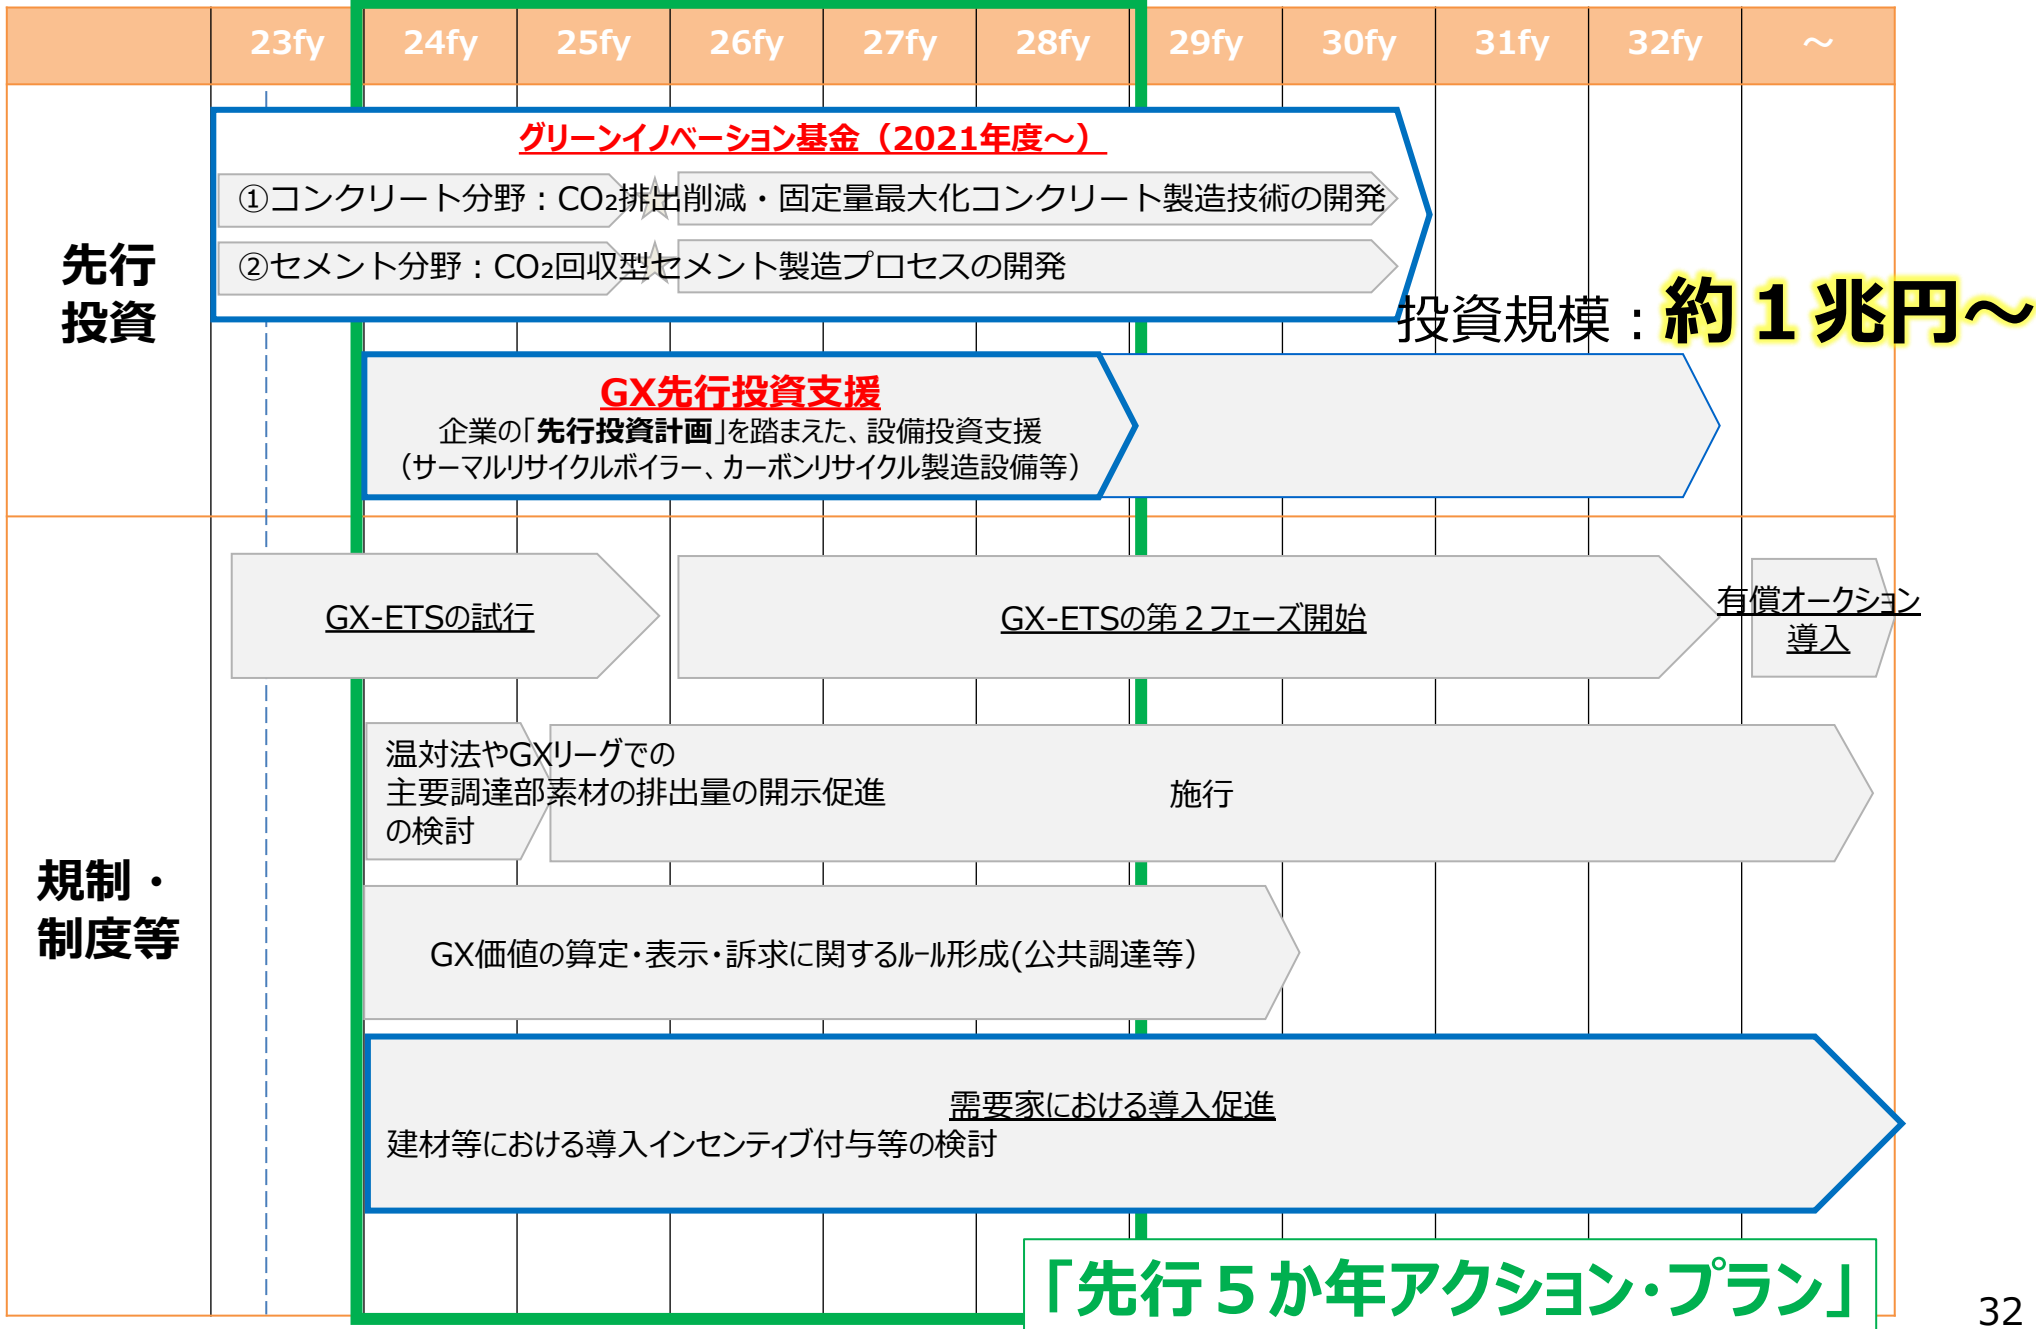 23fy 24fy 25fy 26fy 27fy 28fy 29fy 30fy 31fy 32fy ～
先行
投資
グリーンイノベーション基金（2021年度～）
①コンクリート分野：CO₂排出削減・固定量最大化コンクリート製造技術の開発
②セメント分野：CO₂回収型セメント製造プロセスの開発
投資規模：約１兆円～
GX先行投資支援
企業の「先行投資計画」を踏まえた、設備投資支援
（サーマルリサイクルボイラー、カーボンリサイクル製造設備等）
規制・
制度等
GX-ETSの試行
GX-ETSの第２フェーズ開始
有償オークション
導入
温対法やGXリーグでの
主要調達部素材の排出量の開示促進
の検討
施行
GX価値の算定・表示・訴求に関するルール形成(公共調達等）
需要家における導入促進
建材等における導入インセンティブ付与等の検討
「先行５か年アクション・プラン」
32